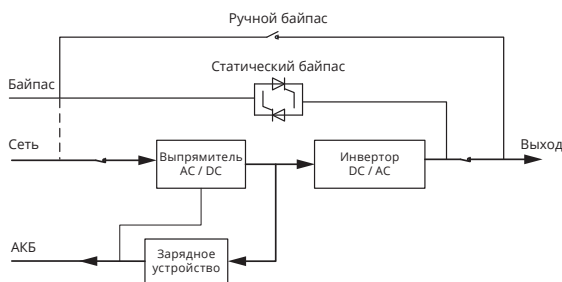 Ручной байпас
Статический байпас
Байпас
Сеть
Выпрямитель
AC / DC
Инвертор
DC / AC
Выход
АКБ
Зарядное
устройство